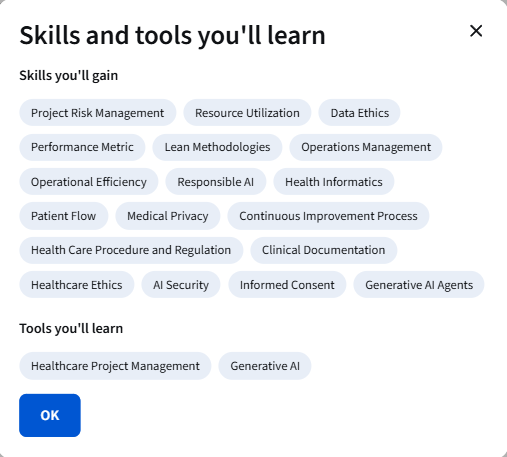 Skills and tools you'll learn
Skills you'll gain
Project Risk Management Resource Utilization Data Ethics
Performance Metric Lean Methodologies Operations Management
Operational Efficiency Responsible AI Health Informatics
Patient Flow Medical Privacy Continuous Improvement Process
Health Care Procedure and Regulation Clinical Documentation
Healthcare Ethics AI Security Informed Consent Generative AI Agents
Tools you'll learn
Healthcare Project Management Generative AI
OK